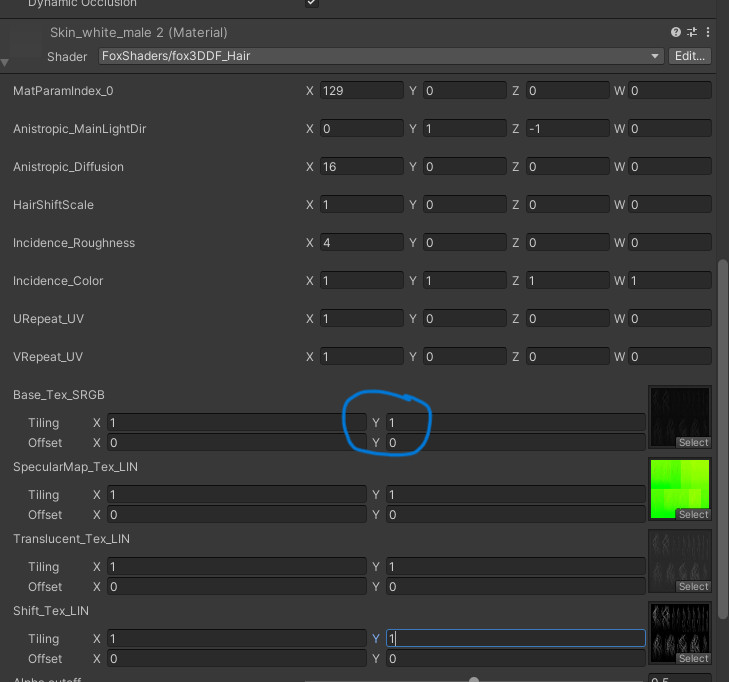 Dynamic Occlusion
Skin_white_male 2 (Material)
Shader FoxShaders/fox3DDF_Hair Edit...
MatParamIndex_0 X 129 Y 0 Z 0 W 0
Anistropic_MainLightDir X 0 Y 1 Z -1 W 0
Anistropic_Diffusion X 16 Y 0 Z 0 W 0
HairShiftScale X 1 Y 0 Z 0 W 0
Incidence_Roughness X 4 Y 0 Z 0 W 0
Incidence_Color X 1 Y 1 Z 1 W 1
URepeat_UV X 1 Y 0 Z 0 W 0
VRepeat_UV X 1 Y 0 Z 0 W 0
Base_Tex_SRGB
Tiling X 1 Y 1
Offset X 0 Y 0 Select
SpecularMap_Tex_LIN
Tiling X 1 Y 1
Offset X 0 Y 0 Select
Translucent_Tex_LIN
Tiling X 1 Y 1
Offset X 0 Y 0 Select
Shift_Tex_LIN
Tiling X 1 Y 1
Offset X 0 Y 0 Select
Alpha cutoff 0.5